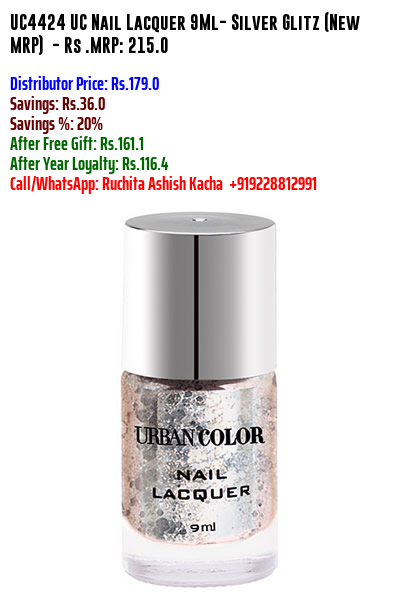 UC4424 UC Nail Lacquer 9Ml- Silver Glitz (New
MRP) - Rs .MRP: 215.0
Distributor Price: Rs.179.0
Savings: Rs.36.0
Savings %: 20%
After Free Gift: Rs.161.1
After Year Loyalty: Rs.116.4
Call/WhatsApp: Ruchita Ashish Kacha +919228812991
URBAN COLOR
NAIL
LACQUER
9ml